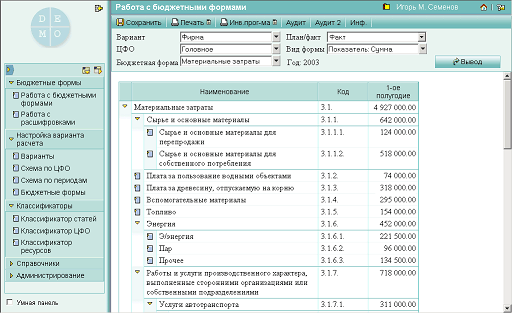 DE
MO
Бюджетные формы
Работа с бюджетными
формами
Работа с
расшифровками
Настройка варианта
расчета
Варианты
Схема по ЦФО
Схема по периодам
Бюджетные формы
Классификаторы
Классификатор статей
Классификатор ЦФО
Классификатор
ресурсов
Справочники
Администрирование
Умная панель
Работа с бюджетными формами
Игорь М. Семенов
Сохранить Печать Инв.прог-ма Аудит Аудит 2 Инф.
Вариант Фирма План/факт Факт
ЦФО Головное Вид формы Показатель: Сумма
Бюджетная форма Материальные затраты Год: 2003 Вывод
Наименование Код 1-ое
полугодие
Материальные затраты 3.1. 4 927 000.00
Сырье и основные материалы 3.1.1. 642 000.00
Сырье и основные материалы для 3.1.1.1. 124 000.00
перепродажи
Сырье и основные материалы для 3.1.1.2. 518 000.00
собственного потребления
Плата за пользование водными объектами 3.1.2. 74 000.00
Плата за древесину, отпускаемую на корню 3.1.3. 318 000.00
Вспомогательные материалы 3.1.4. 295 000.00
Топливо 3.1.5. 154 000.00
Энергия 3.1.6. 452 000.00
Э/энергия 3.1.6.1. 221 500.00
Пар 3.1.6.2. 96 000.00
Прочее 3.1.6.3. 134 500.00
Работы и услуги производственного характера, 3.1.7. 718 000.00
выполненные сторонними организациями или
собственными подразделениями
Услуги автотранспорта 3.1.7.1. 311 000.00